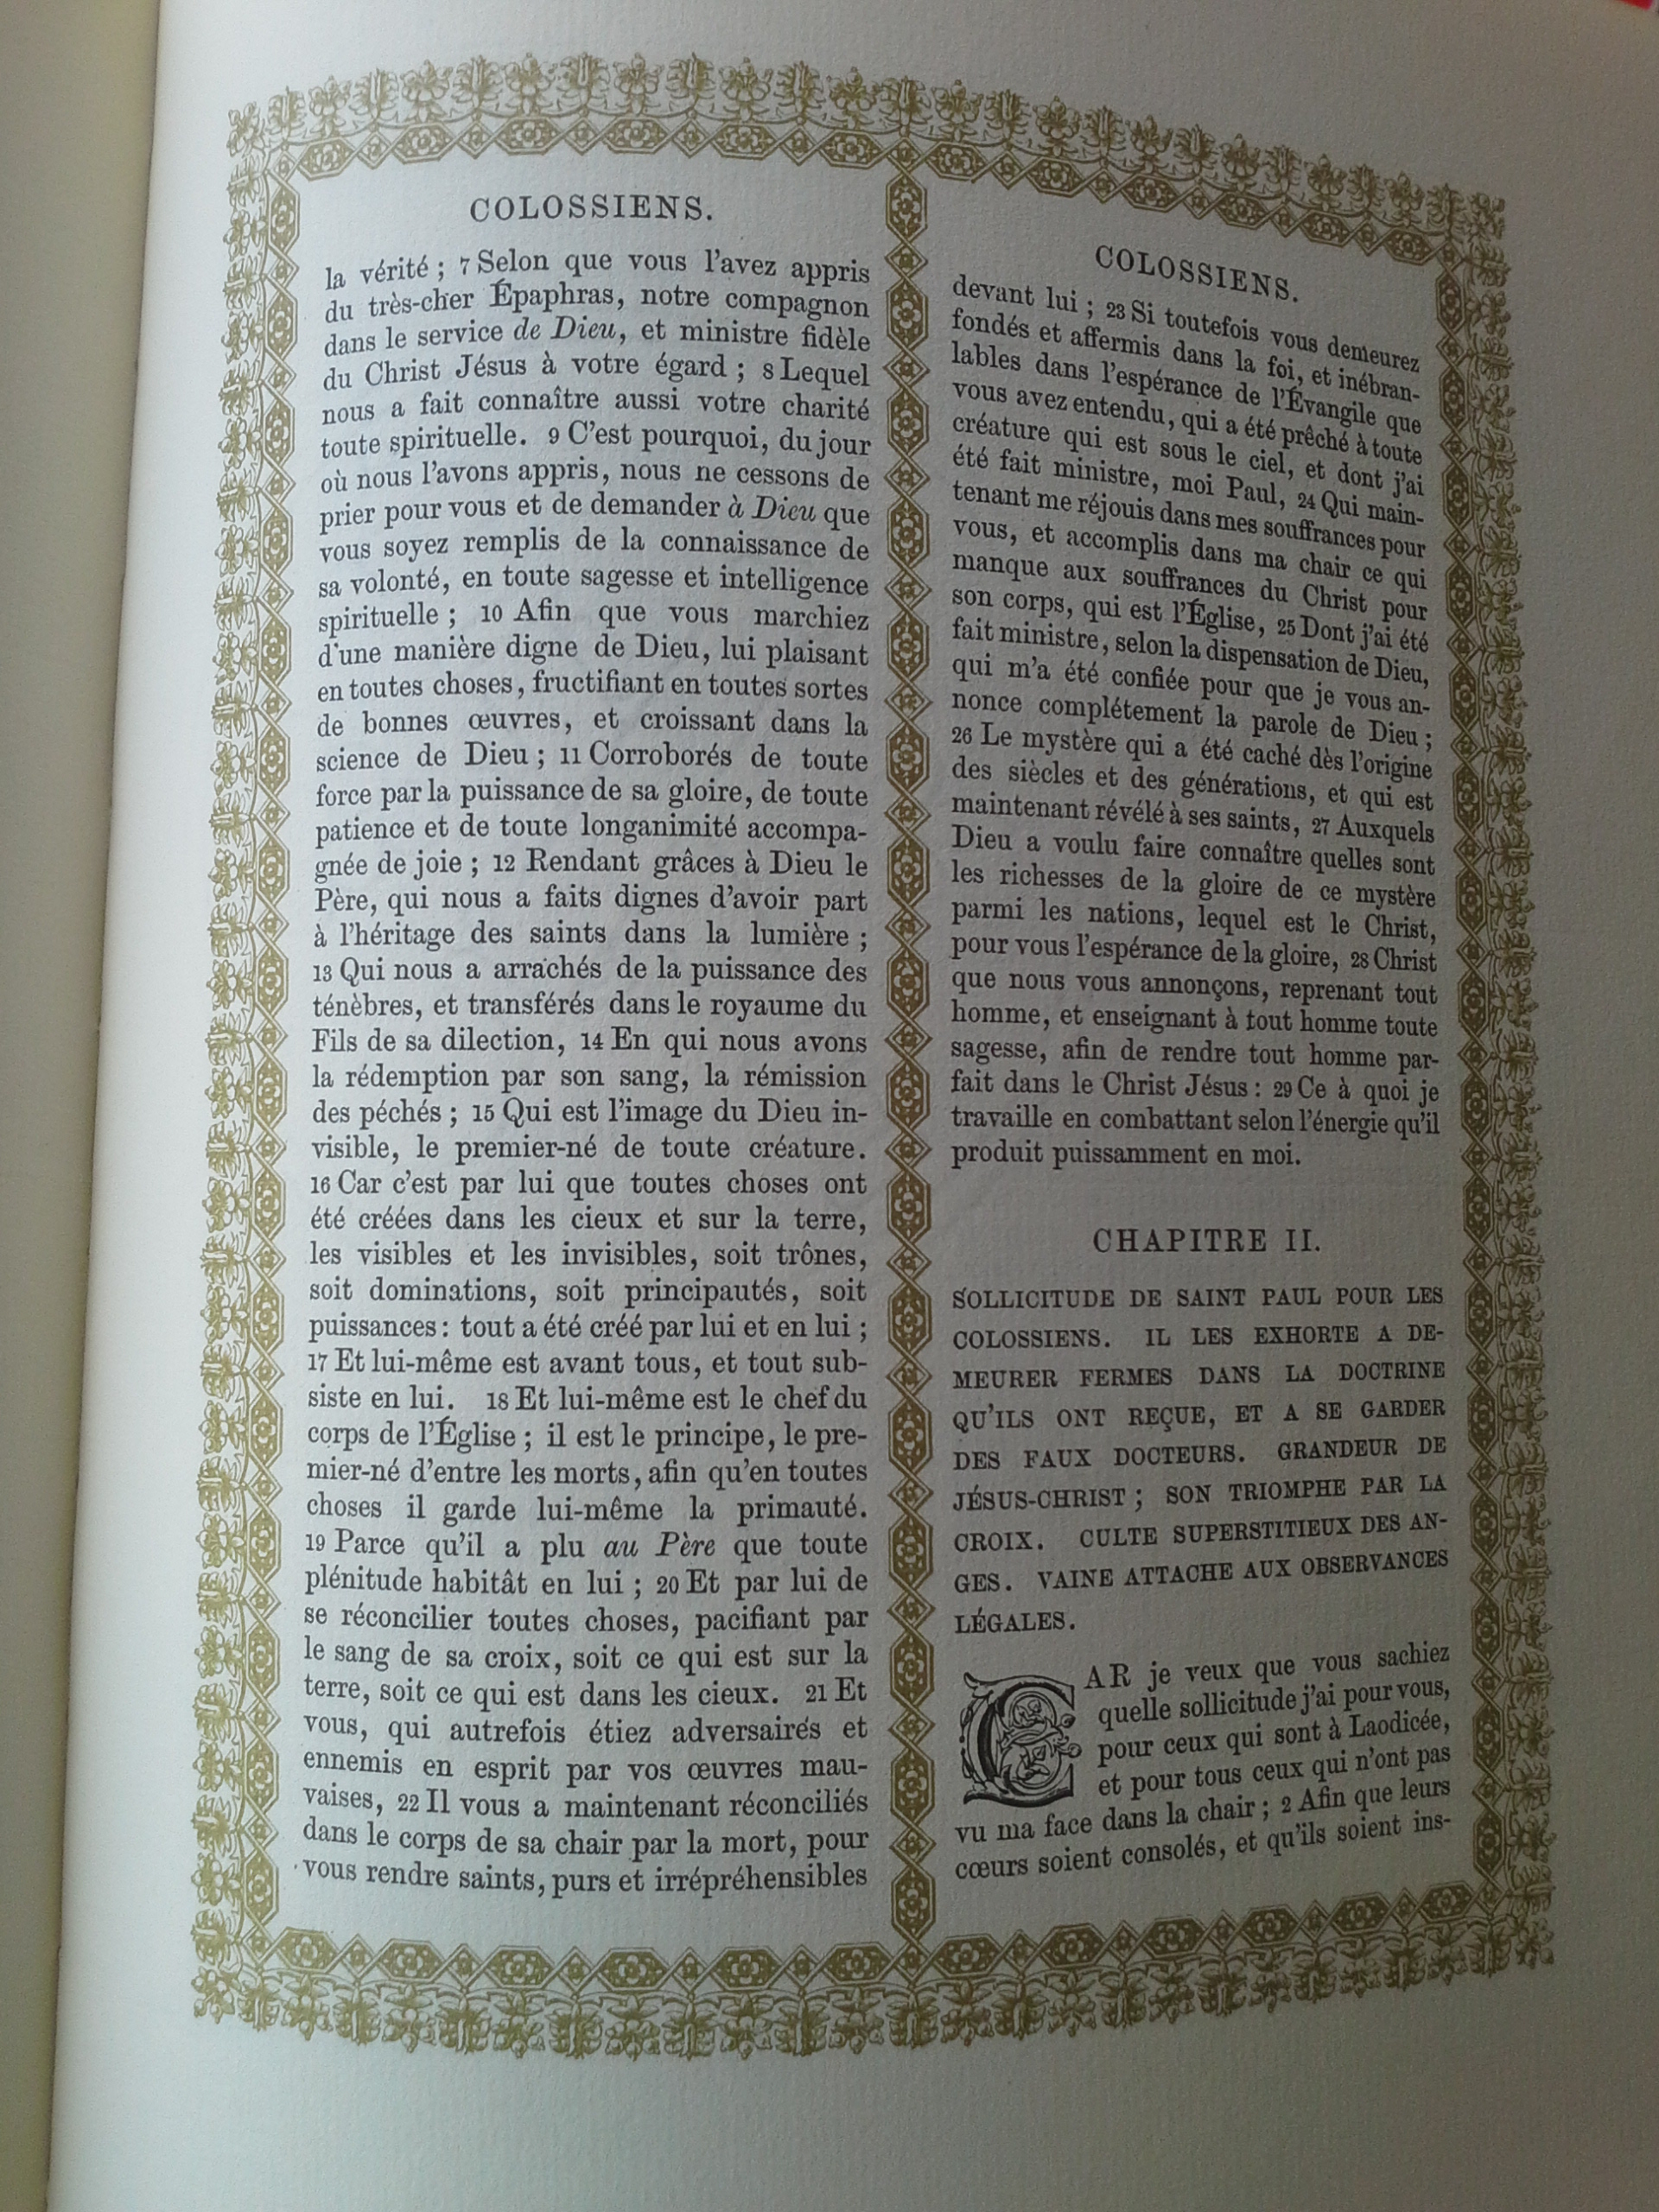 COLOSSIENS.
la vérité ; 7 Selon que vous l'avez appris
du très-cher Épaphras, notre compagnon
dans le service de Dieu, et ministre fidèle
du Christ Jésus à votre égard ; 8 Lequel
nous a fait connaître aussi votre charité
toute spirituelle. 9 C'est pourquoi, du jour
où nous l'avons appris, nous ne cessons de
prier pour vous et de demander à Dieu que
vous soyez remplis de la connaissance de
sa volonté, en toute sagesse et intelligence
spirituelle ; 10 Afin que vous marchiez
d'une manière digne de Dieu, lui plaisant
en toutes choses, fructifiant en toutes sortes
de bonnes œuvres, et croissant dans la
science de Dieu ; 11 Corroborés de toute
force par la puissance de sa gloire, de toute
patience et de toute longanimité accompa-
gnée de joie ; 12 Rendant grâces à Dieu le
Père, qui nous a faits dignes d'avoir part
à l'héritage des saints dans la lumière ;
13 Qui nous a arrachés de la puissance des
ténèbres, et transférés dans le royaume du
Fils de sa dilection, 14 En qui nous avons
la rédemption par son sang, la rémission
des péchés ; 15 Qui est l'image du Dieu in-
visible, le premier-né de toute créature.
16 Car c'est par lui que toutes choses ont
été créées dans les cieux et sur la terre,
les visibles et les invisibles, soit trônes,
soit dominations, soit principautés, soit
puissances : tout a été créé par lui et en lui ;
17 Et lui-même est avant tous, et tout sub-
siste en lui. 18 Et lui-même est le chef du
corps de l'Église ; il est le principe, le pre-
mier-né d'entre les morts, afin qu'en toutes
choses il garde lui-même la primauté.
19 Parce qu'il a plu au Père que toute
plénitude habitât en lui ; 20 Et par lui de
se réconcilier toutes choses, pacifiant par
le sang de sa croix, soit ce qui est sur la
terre, soit ce qui est dans les cieux. 21 Et
vous, qui autrefois étiez adversaires et
ennemis en esprit par vos œuvres mau-
vaises, 22 Il vous a maintenant réconciliés
dans le corps de sa chair par la mort, pour
vous rendre saints, purs et irrépréhensibles
COLOSSIENS.
devant lui ; 23 Si toutefois vous demeurez
fondés et affermis dans la foi, et inébran-
lables dans l'espérance de l'Évangile que
vous avez entendu, qui a été prêché à toute
créature qui est sous le ciel, et dont j'ai
été fait ministre, moi Paul, 24 Qui main-
tenant me réjouis dans mes souffrances pour
vous, et accomplis dans ma chair ce qui
manque aux souffrances du Christ pour
son corps, qui est l'Église, 25 Dont j'ai été
fait ministre, selon la dispensation de Dieu,
qui m'a été confiée pour que je vous an-
nonce complétement la parole de Dieu ;
26 Le mystère qui a été caché dès l'origine
des siècles et des générations, et qui est
maintenant révélé à ses saints, 27 Auxquels
Dieu a voulu faire connaître quelles sont
les richesses de la gloire de ce mystère
parmi les nations, lequel est le Christ,
pour vous l'espérance de la gloire, 28 Christ
que nous vous annonçons, reprenant tout
homme, et enseignant à tout homme toute
sagesse, afin de rendre tout homme par-
fait dans le Christ Jésus : 29 Ce à quoi je
travaille en combattant selon l'énergie qu'il
produit puissamment en moi.
CHAPITRE II.
SOLLICITUDE DE SAINT PAUL POUR LES
COLOSSIENS. IL LES EXHORTE A DE-
MEURER FERMES DANS LA DOCTRINE
QU'ILS ONT REÇUE, ET A SE GARDER
DES FAUX DOCTEURS. GRANDEUR DE
JÉSUS-CHRIST ; SON TRIOMPHE PAR LA
CROIX. CULTE SUPERSTITIEUX DES AN-
GES. VAINE ATTACHE AUX OBSERVANCES
LÉGALES.
CAR je veux que vous sachiez
quelle sollicitude j'ai pour vous,
pour ceux qui sont à Laodicée,
et pour tous ceux qui n'ont pas
vu ma face dans la chair ; 2 Afin que leurs
cœurs soient consolés, et qu'ils soient ins-